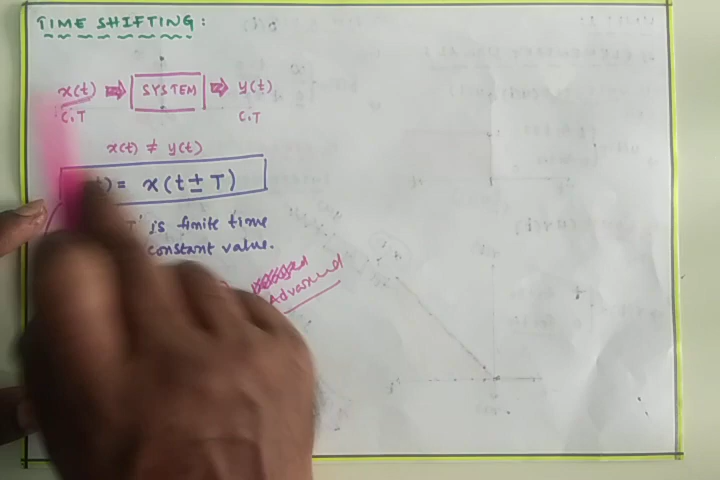 TIME SHIFTING:
x(t) ⇒ SYSTEM ⇒ y(t)
C.T C.T
x(t) ≠ y(t)
t) = x(t ± T)
'T' is finite time
constant value.
Advanced